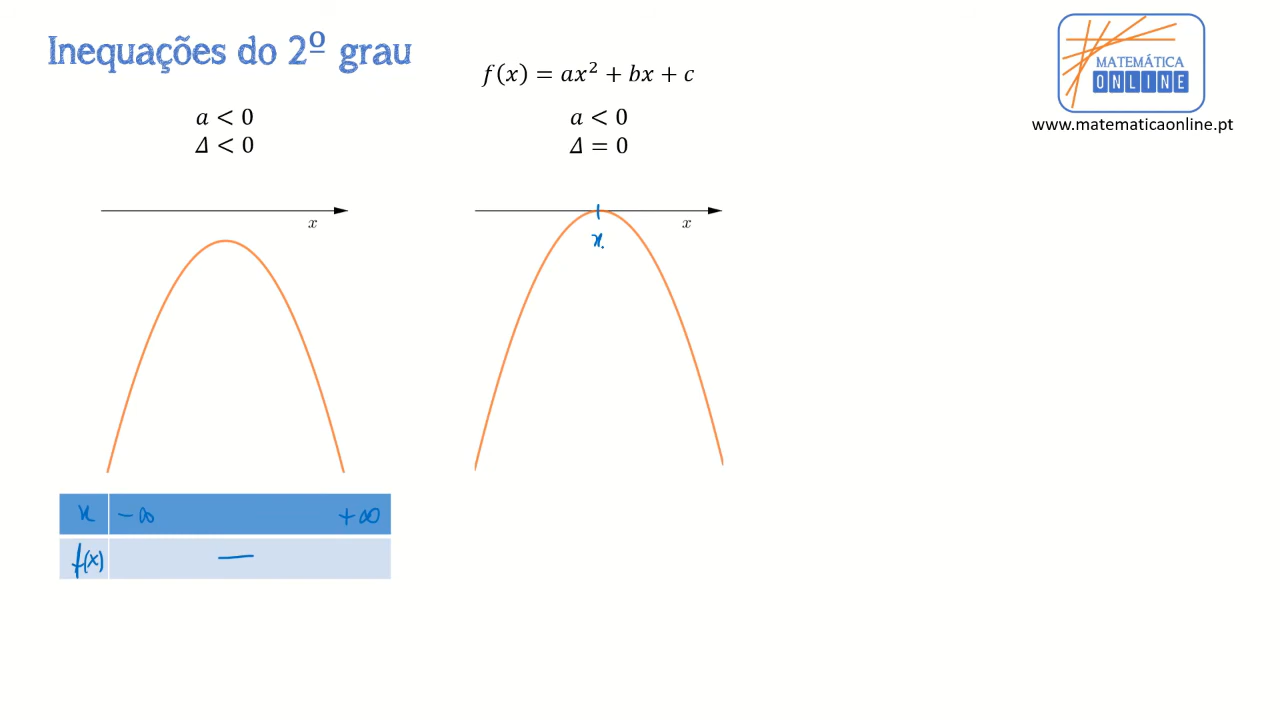 Inequações do 2º grau
f(x) = ax² + bx + c
MATEMÁTICA
ONLINE
www.matematicaonline.pt
a < 0
Δ < 0
a < 0
Δ = 0
x
x
x.
x -∞ +∞
f(x) —